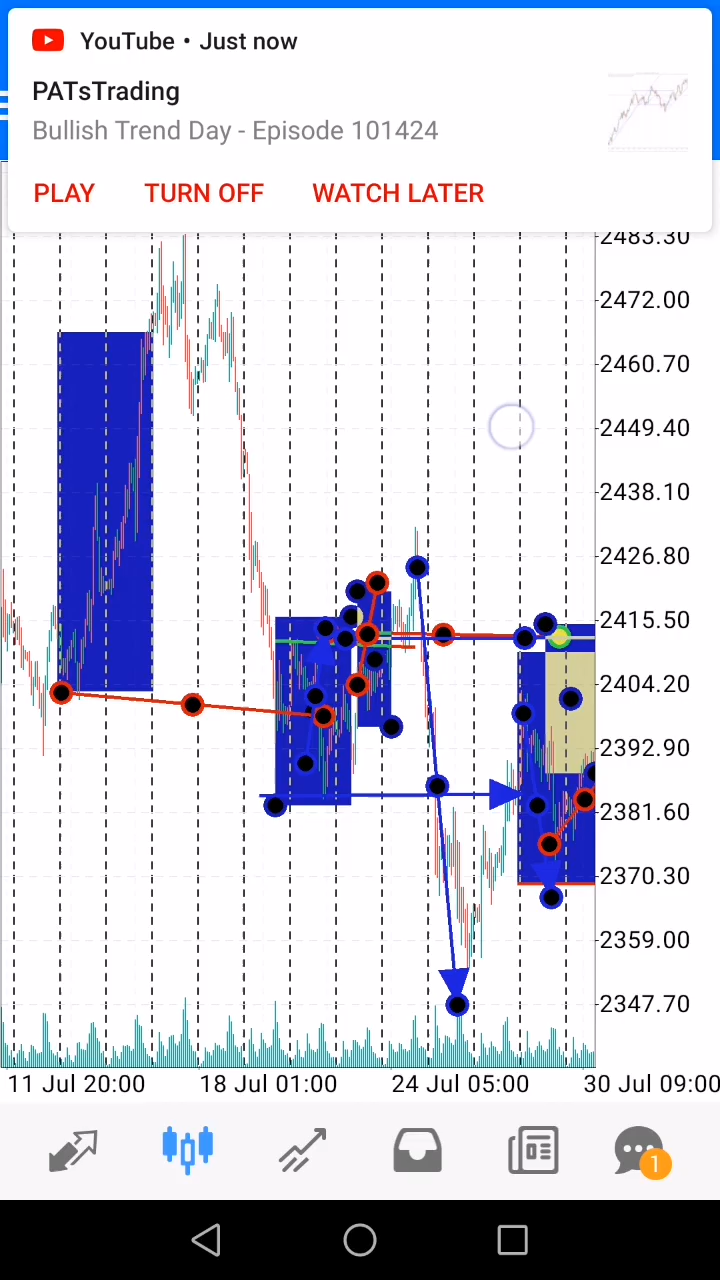 YouTube • Just now
PATsTrading
Bullish Trend Day - Episode 101424
PLAY TURN OFF WATCH LATER
2483.30
2472.00
2460.70
2449.40
2438.10
2426.80
2415.50
2404.20
2392.90
2381.60
2370.30
2359.00
2347.70
11 Jul 20:00 18 Jul 01:00 24 Jul 05:00 30 Jul 09:00
1